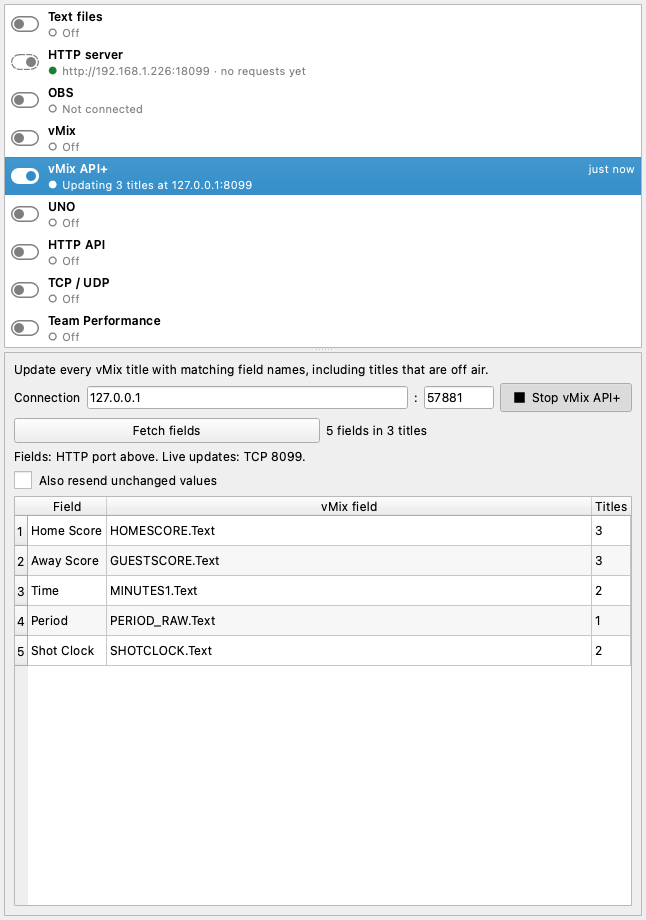 Text files
Off
HTTP server
http://192.168.1.226:18099 · no requests yet
OBS
Not connected
vMix
Off
vMix API+ just now
Updating 3 titles at 127.0.0.1:8099
UNO
Off
HTTP API
Off
TCP / UDP
Off
Team Performance
Off
Update every vMix title with matching field names, including titles that are off air.
Connection 127.0.0.1 : 57881 Stop vMix API+
Fetch fields 5 fields in 3 titles
Fields: HTTP port above. Live updates: TCP 8099.
Also resend unchanged values
Field vMix field Titles
1 Home Score HOMESCORE.Text 3
2 Away Score GUESTSCORE.Text 3
3 Time MINUTES1.Text 2
4 Period PERIOD_RAW.Text 1
5 Shot Clock SHOTCLOCK.Text 2